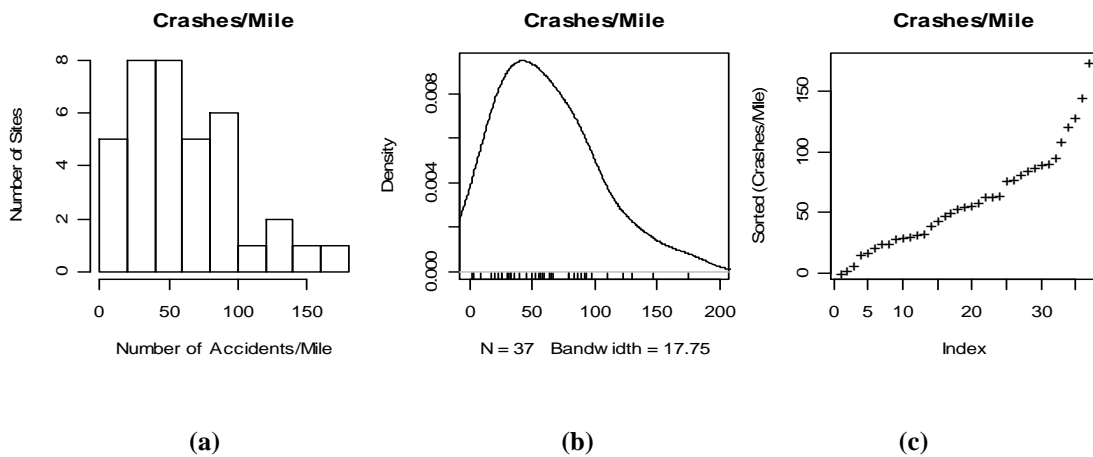 Crashes/Mile
Number of Sites
0 2 4 6 8
0 50 100 150
Number of Accidents/Mile
(a)
Crashes/Mile
Density
0.000 0.004 0.008
0 50 100 150 200
N = 37 Bandwidth = 17.75
(b)
Crashes/Mile
Sorted (Crashes/Mile)
0 50 100 150
0 5 10 20 30
Index
(c)